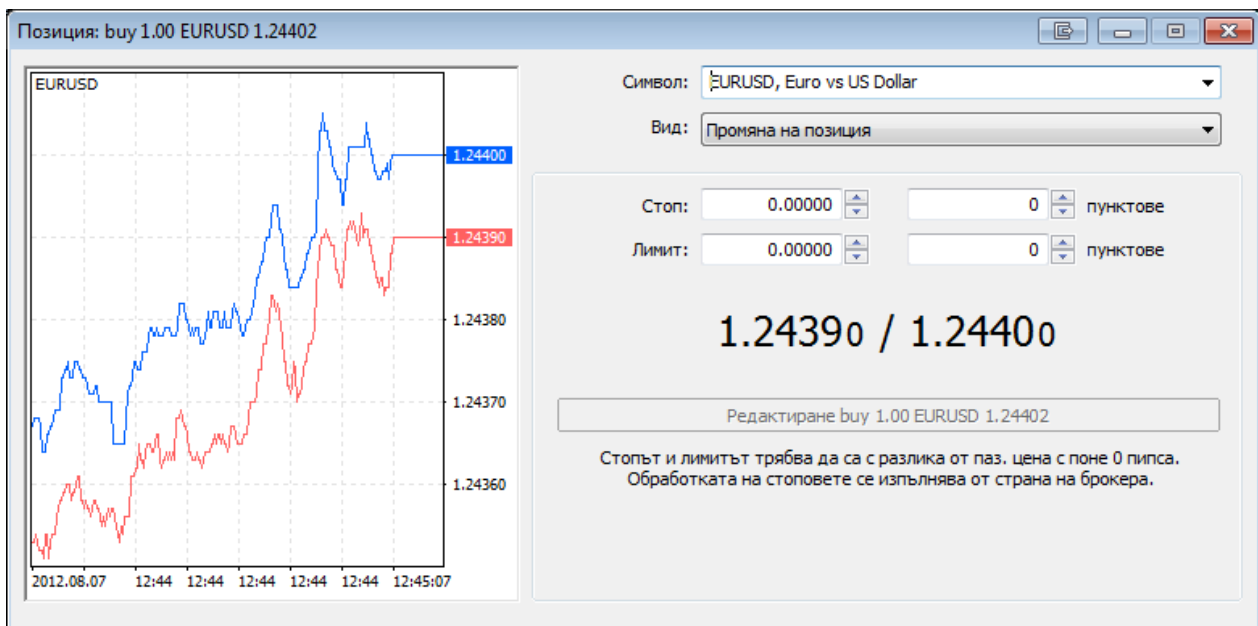 Позиция: buy 1.00 EURUSD 1.24402
EURUSD
1.24400
1.24390
1.24380
1.24370
1.24360
2012.08.07 12:44 12:44 12:44 12:44 12:44 12:45:07
Символ: EURUSD, Euro vs US Dollar
Вид: Промяна на позиция
Стоп: 0.00000 0 пунктове
Лимит: 0.00000 0 пунктове
1.24390 / 1.24400
Редактиране buy 1.00 EURUSD 1.24402
Стопът и лимитът трябва да са с разлика от паз. цена с поне 0 пипса.
Обработката на стоповете се изпълнява от страна на брокера.